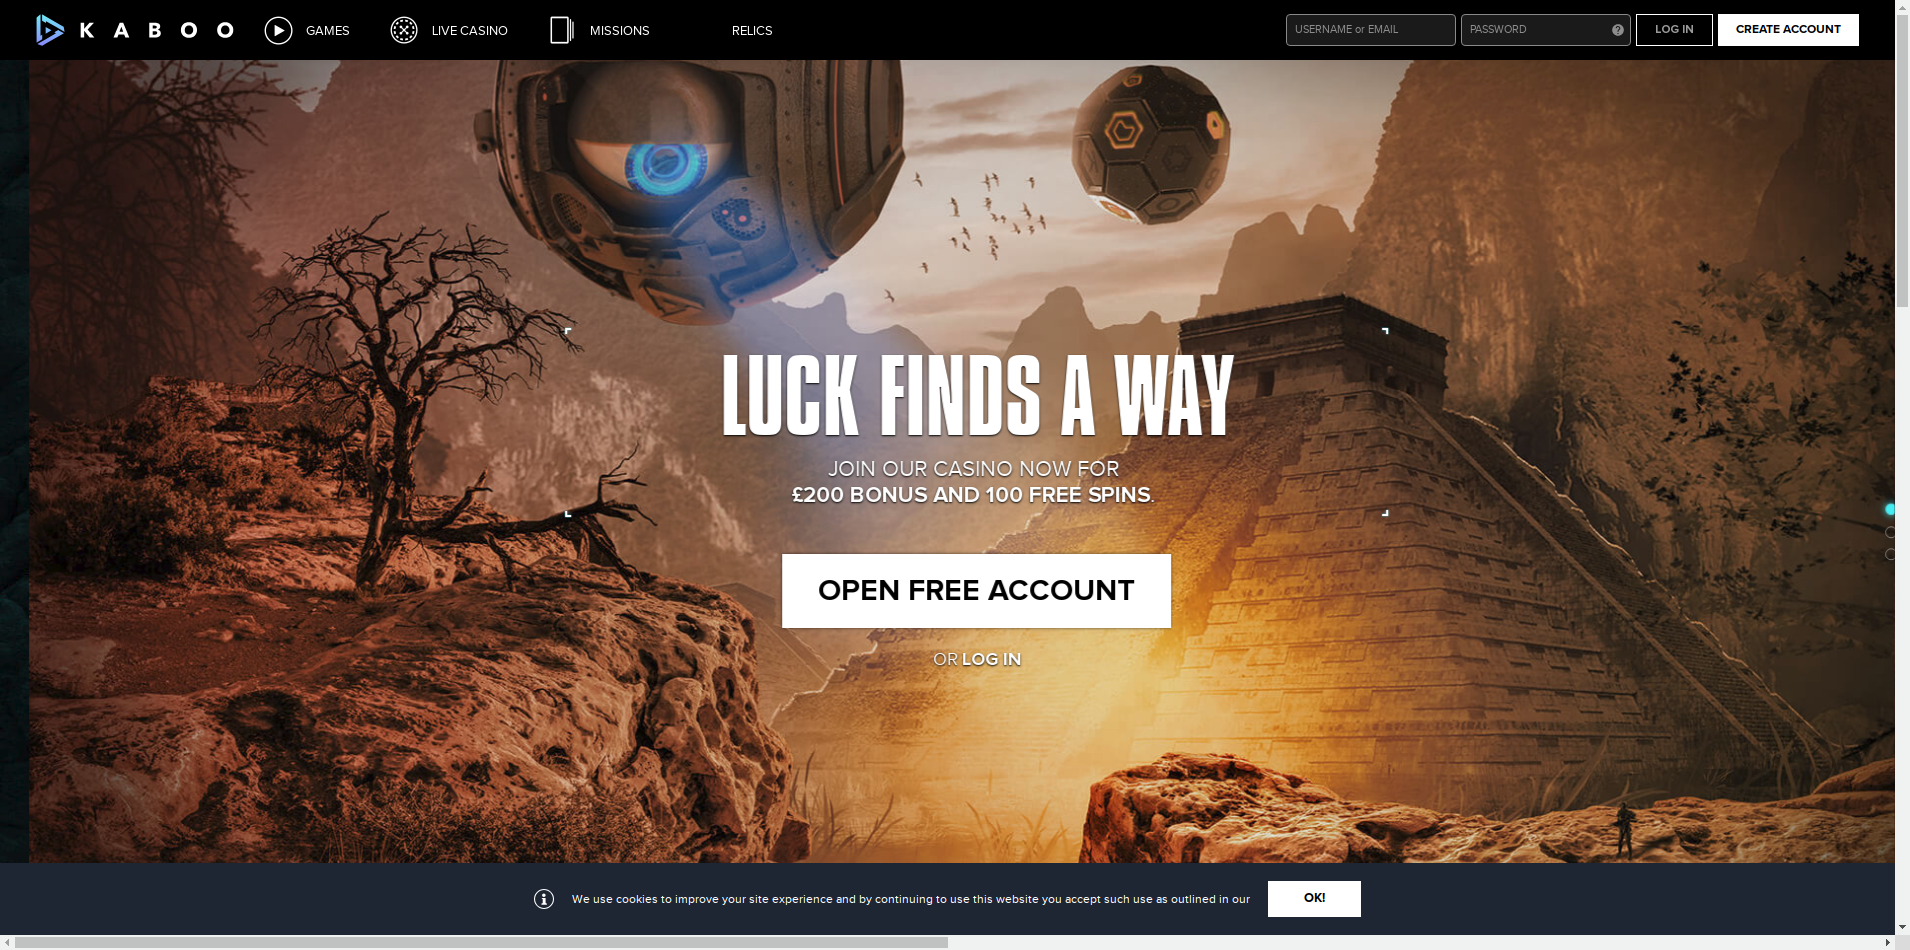 KABOO
GAMES
LIVE CASINO
MISSIONS
RELICS
USERNAME or EMAIL
PASSWORD
?
LOG IN
CREATE ACCOUNT
LUCK FINDS A WAY
JOIN OUR CASINO NOW FOR
£200 BONUS AND 100 FREE SPINS.
OPEN FREE ACCOUNT
OR LOG IN
We use cookies to improve your site experience and by continuing to use this website you accept such use as outlined in our
OK!